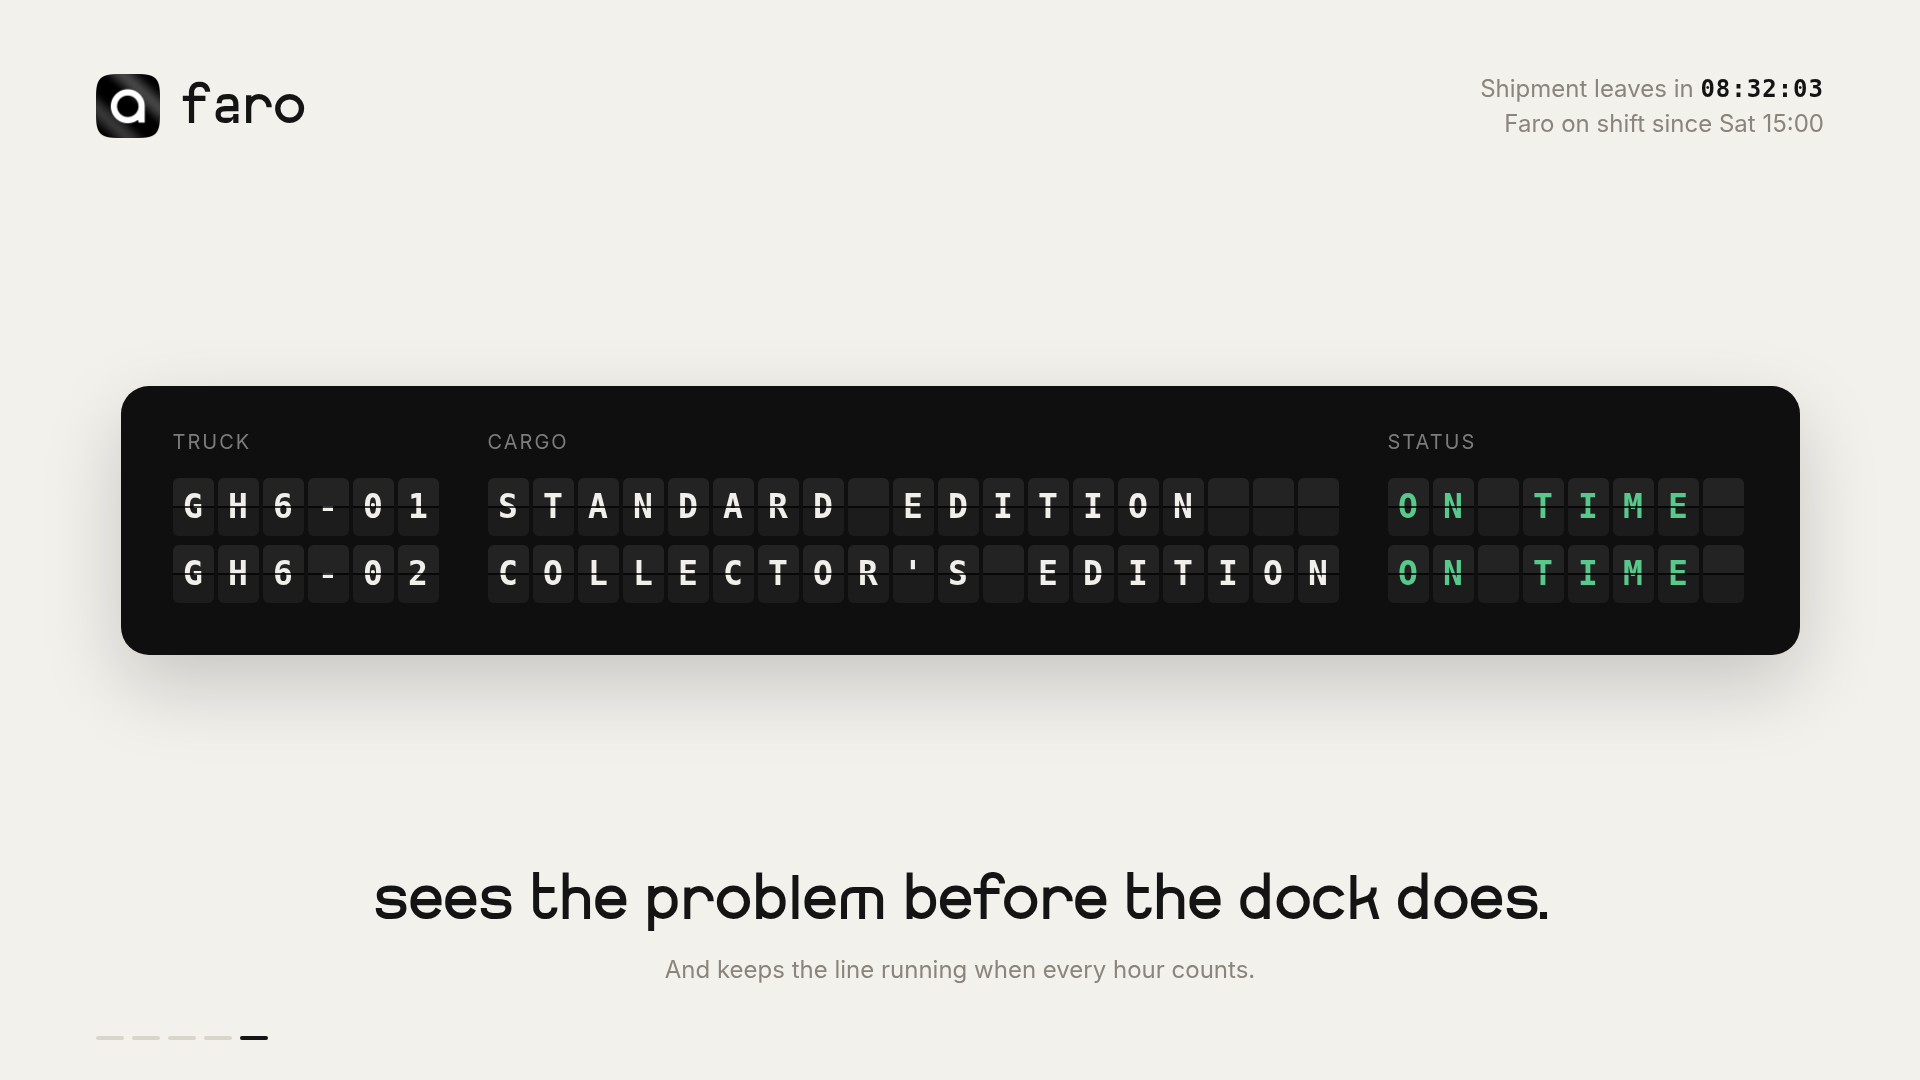 a faro
Shipment leaves in 08:32:03
Faro on shift since Sat 15:00
TRUCK CARGO STATUS
GH6-01 STANDARD EDITION ON TIME
GH6-02 COLLECTOR'S EDITION ON TIME
sees the problem before the dock does.
And keeps the line running when every hour counts.